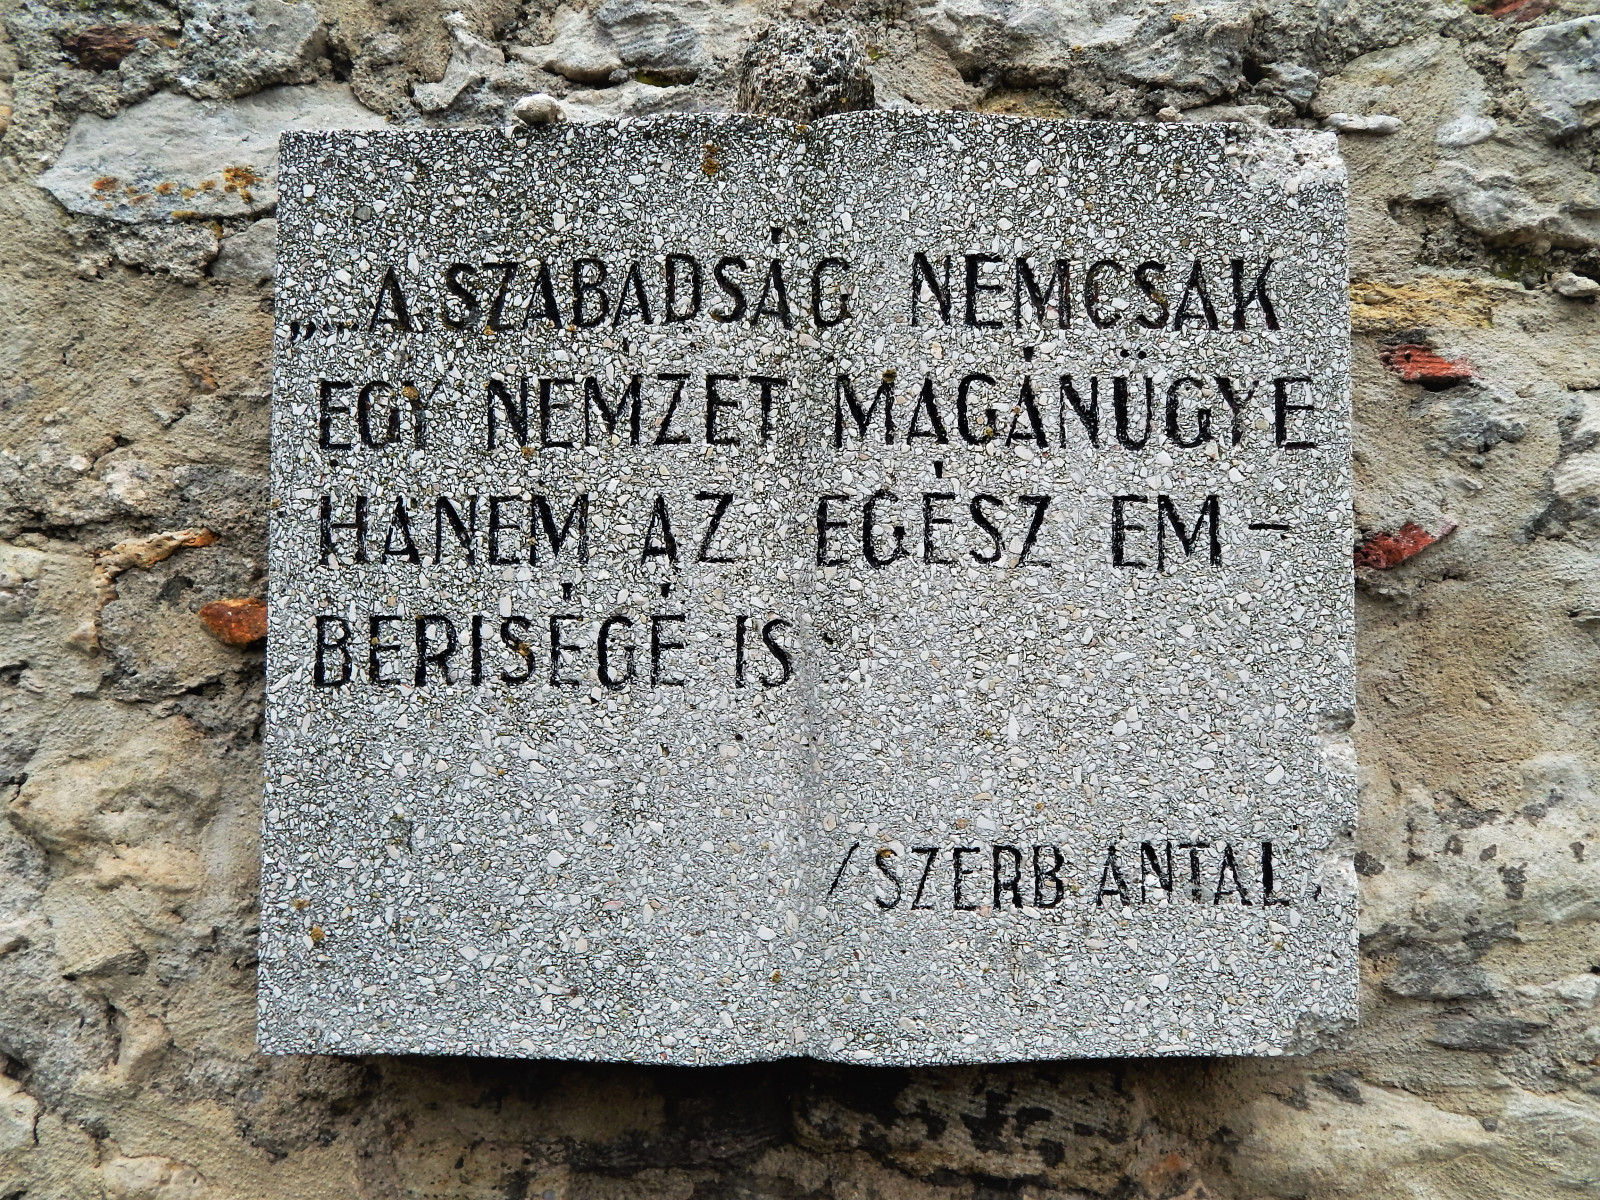 „...A SZABADSÁG NEMCSAK
EGY NEMZET MAGÁNÜGYE
HANEM AZ EGÉSZ EM-
BERISÉGÉ IS.
/SZERB ANTAL/